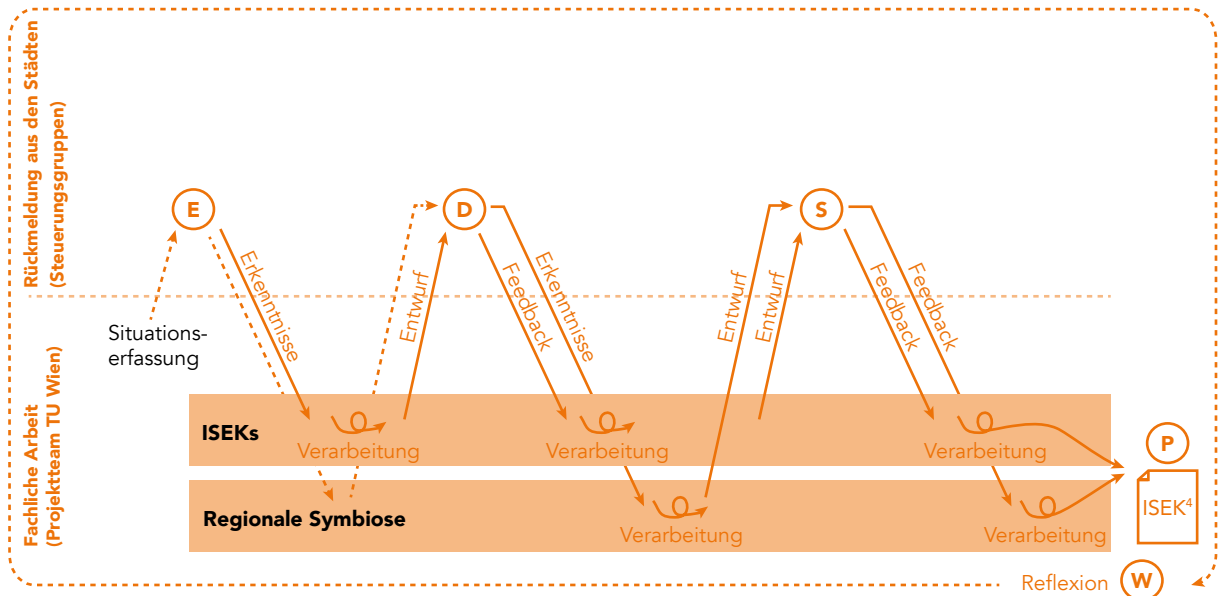 Rückmeldung aus den Städten
(Steuerungsgruppen)
E
D
S
Erkenntnisse
Entwurf
Feedback
Erkenntnisse
Entwurf
Entwurf
Feedback
Feedback
Situations-
erfassung
Fachliche Arbeit
(Projektteam TU Wien)
ISEKs
Verarbeitung
Verarbeitung
Verarbeitung
Regionale Symbiose
Verarbeitung
Verarbeitung
P
ISEK⁴
Reflexion
W